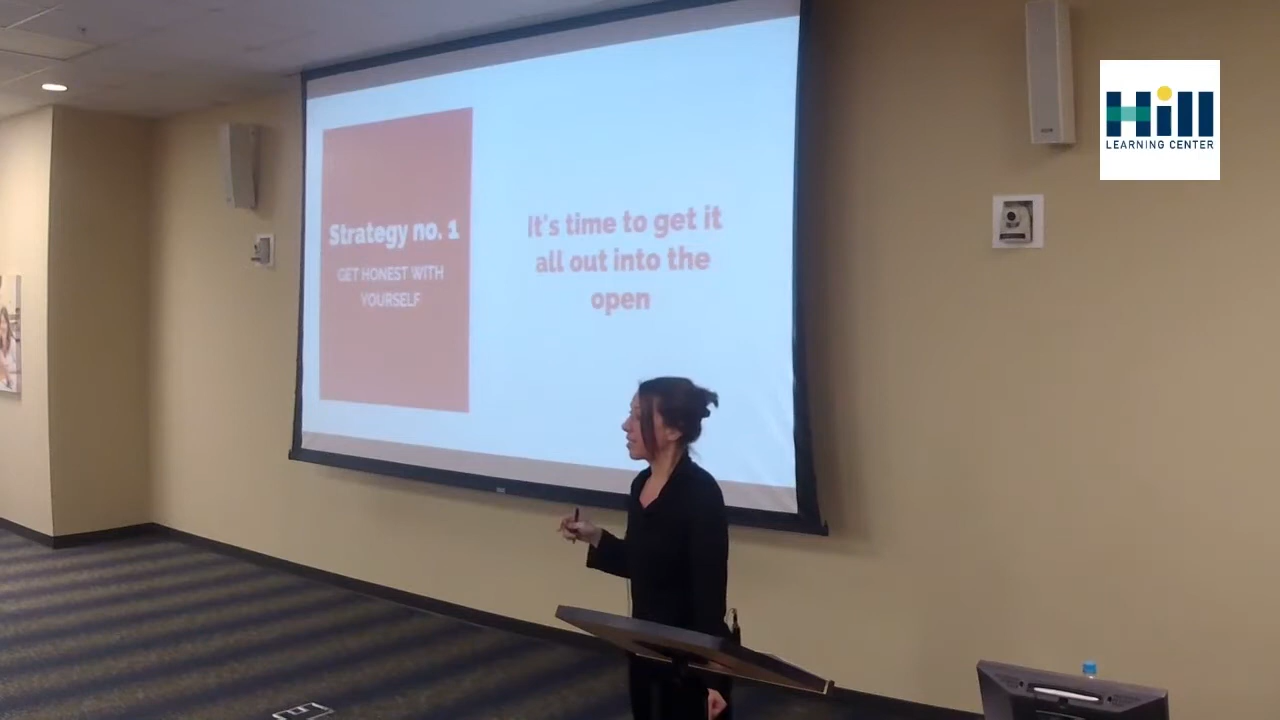 Strategy no. 1
GET HONEST WITH
YOURSELF
It's time to get it
all out into the
open
Hill
LEARNING CENTER